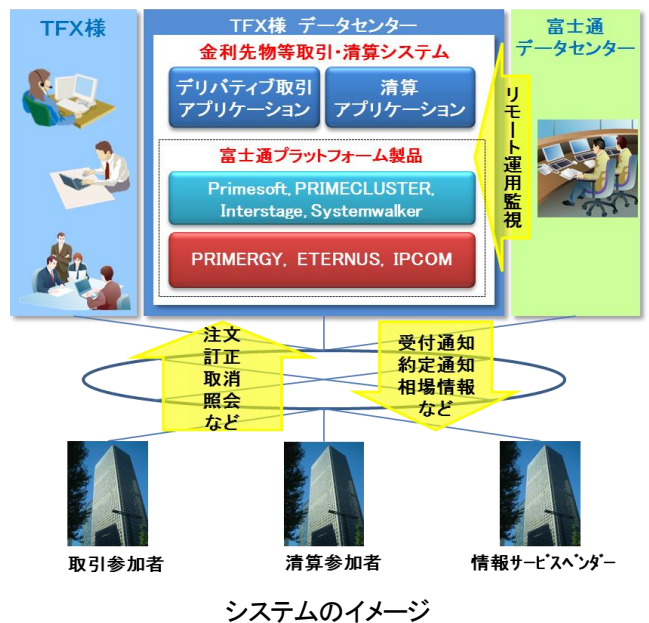 TFX様
TFX様 データセンター
富士通
データセンター
金利先物等取引・清算システム
デリバティブ取引
アプリケーション
清算
アプリケーション
リモート運用監視
富士通プラットフォーム製品
Primesoft, PRIMECLUSTER,
Interstage, Systemwalker
PRIMERGY, ETERNUS, IPCOM
注文
訂正
取消
照会
など
受付通知
約定通知
相場情報
など
取引参加者
清算参加者
情報サービスベンダー
システムのイメージ